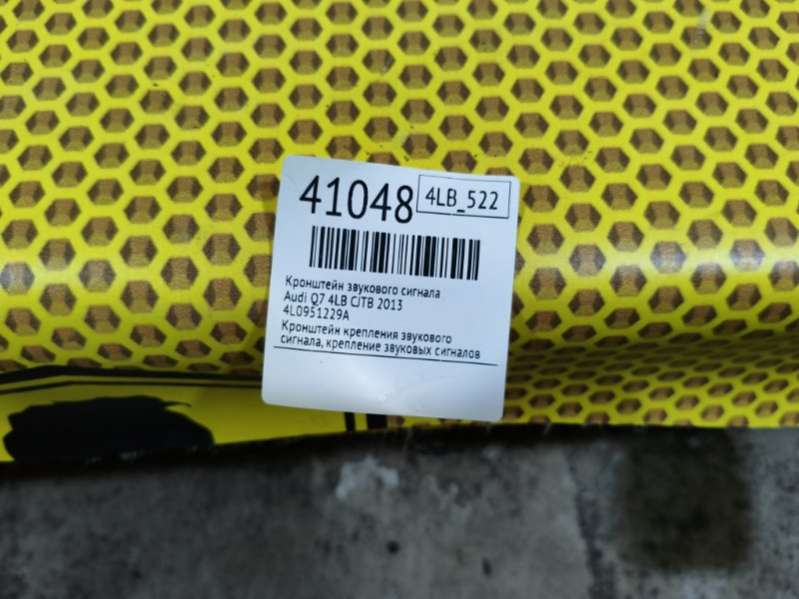 41048 4LB_522
Кронштейн звукового сигнала
Audi Q7 4LB CJTB 2013
4L0951229A
Кронштейн крепления звукового
сигнала, крепление звуковых сигналов